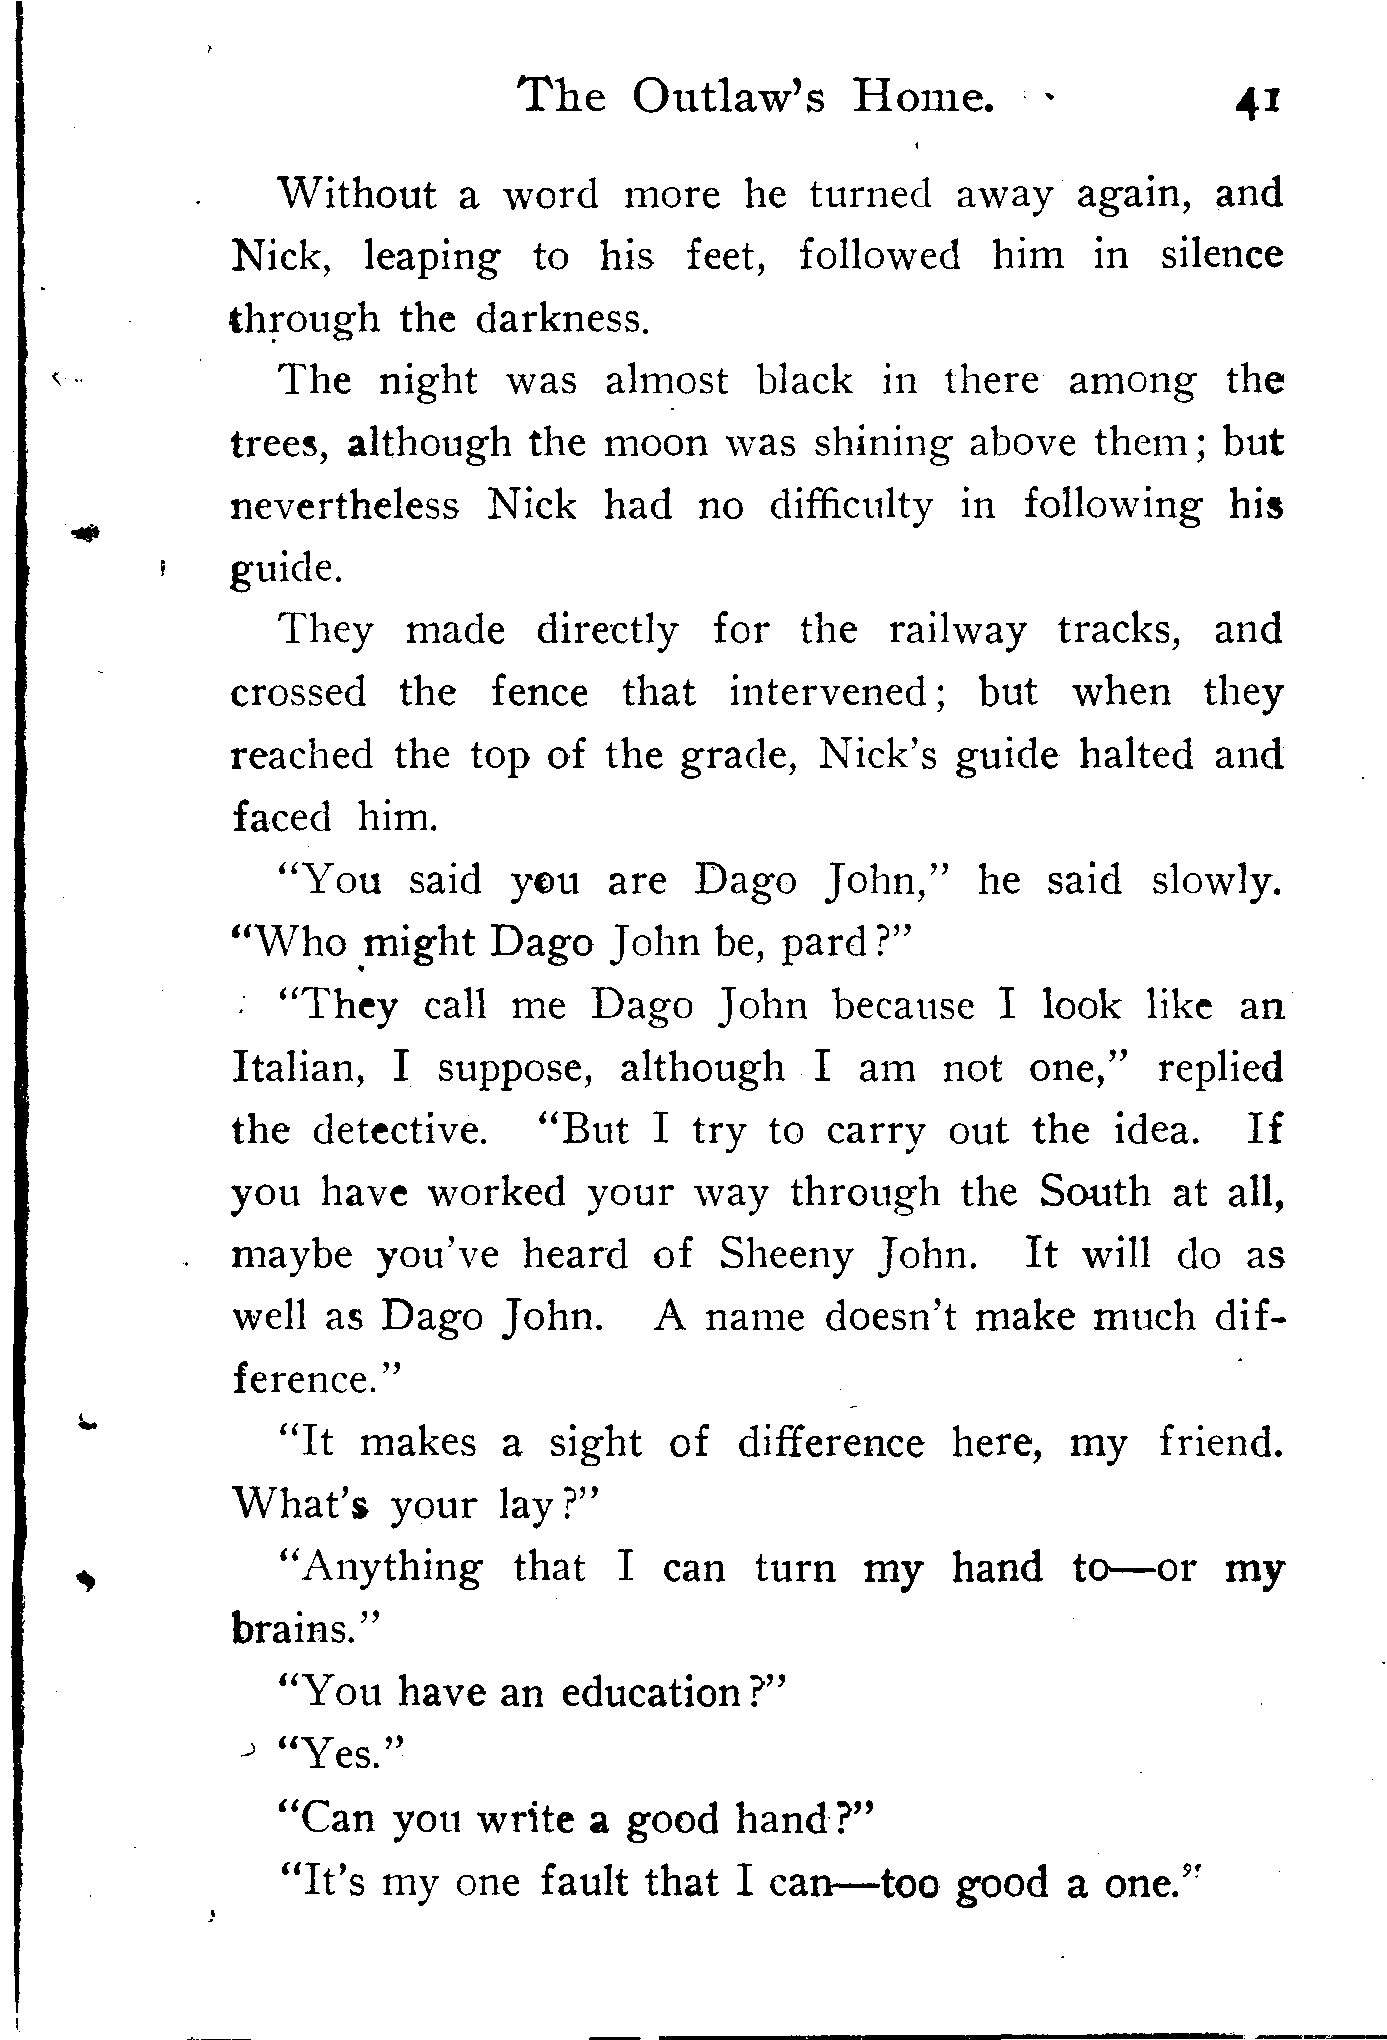 The Outlaw's Home. 41
Without a word more he turned away again, and
Nick, leaping to his feet, followed him in silence
through the darkness.
The night was almost black in there among the
trees, although the moon was shining above them; but
nevertheless Nick had no difficulty in following his
guide.
They made directly for the railway tracks, and
crossed the fence that intervened; but when they
reached the top of the grade, Nick's guide halted and
faced him.
"You said you are Dago John," he said slowly.
"Who might Dago John be, pard?"
"They call me Dago John because I look like an
Italian, I suppose, although I am not one," replied
the detective. "But I try to carry out the idea. If
you have worked your way through the South at all,
maybe you've heard of Sheeny John. It will do as
well as Dago John. A name doesn't make much dif-
ference."
"It makes a sight of difference here, my friend.
What's your lay?"
"Anything that I can turn my hand to—or my
brains."
"You have an education?"
"Yes."
"Can you write a good hand?"
"It's my one fault that I can—too good a one."